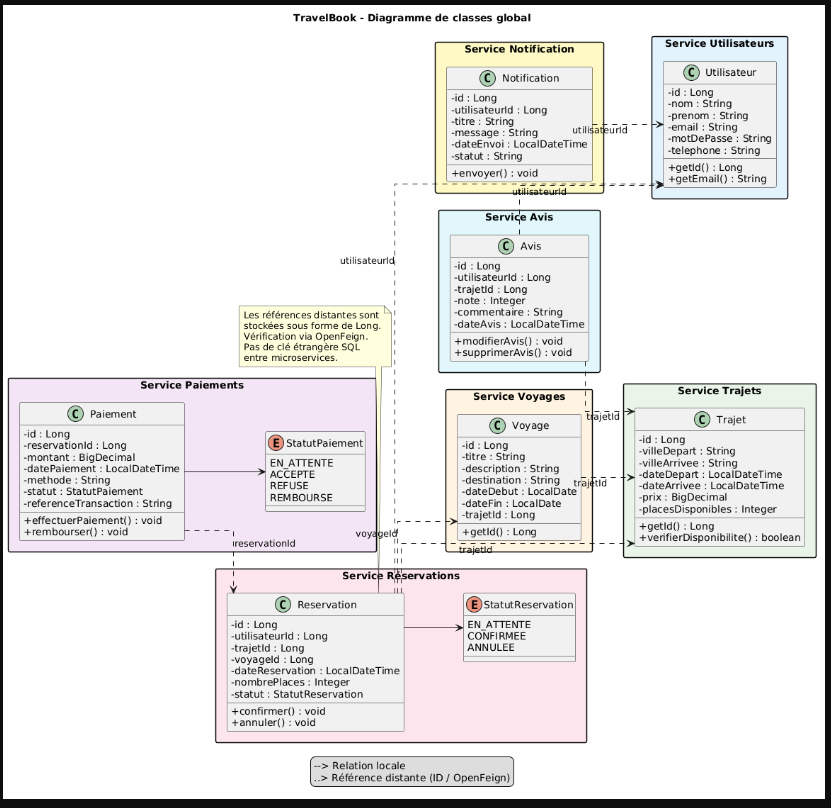 TravelBook - Diagramme de classes global
Service Notification
C Notification
-id : Long
-utilisateurId : Long
-titre : String
-message : String
-dateEnvoi : LocalDateTime
-statut : String
+envoyer() : void
utilisateurId
Service Utilisateurs
C Utilisateur
-id : Long
-nom : String
-prenom : String
-email : String
-motDePasse : String
-telephone : String
+getId() : Long
+getEmail() : String
utilisateurId
Service Avis
C Avis
-id : Long
-utilisateurId : Long
-trajetId : Long
-note : Integer
-commentaire : String
-dateAvis : LocalDateTime
+modifierAvis() : void
+supprimerAvis() : void
utilisateurId
Les références distantes sont
stockées sous forme de Long.
Vérification via OpenFeign.
Pas de clé étrangère SQL
entre microservices.
Service Paiements
C Paiement
-id : Long
-reservationId : Long
-montant : BigDecimal
-datePaiement : LocalDateTime
-methode : String
-statut : StatutPaiement
-referenceTransaction : String
+effectuerPaiement() : void
+rembourser() : void
E StatutPaiement
EN_ATTENTE
ACCEPTE
REFUSE
REMBOURSE
reservationId
Service Voyages
C Voyage
-id : Long
-titre : String
-description : String
-destination : String
-dateDebut : LocalDate
-dateFin : LocalDate
-trajetId : Long
+getId() : Long
trajetId
trajetId
voyageId
trajetId
Service Trajets
C Trajet
-id : Long
-villeDepart : String
-villeArrivee : String
-dateDepart : LocalDateTime
-dateArrivee : LocalDateTime
-prix : BigDecimal
-placesDisponibles : Integer
+getId() : Long
+verifierDisponibilite() : boolean
Service Réservations
C Reservation
-id : Long
-utilisateurId : Long
-trajetId : Long
-voyageId : Long
-dateReservation : LocalDateTime
-nombrePlaces : Integer
-statut : StatutReservation
+confirmer() : void
+annuler() : void
E StatutReservation
EN_ATTENTE
CONFIRMEE
ANNULEE
--> Relation locale
..> Référence distante (ID / OpenFeign)